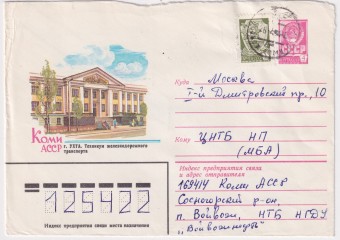 СССР
Коми
АССР г. УХТА. Техникум железнодорожного
транспорта
Куда Москва
1-й Дмитровский пр., 10
Кому ЦНТБ НП
(МБА)
Индекс предприятия связи
и адрес отправителя
169414 Коми АССР
Сосногорский р-он
п. Войвож, НТБ НГДУ
„Войвожнефть"
125422
Индекс предприятия связи места назначения